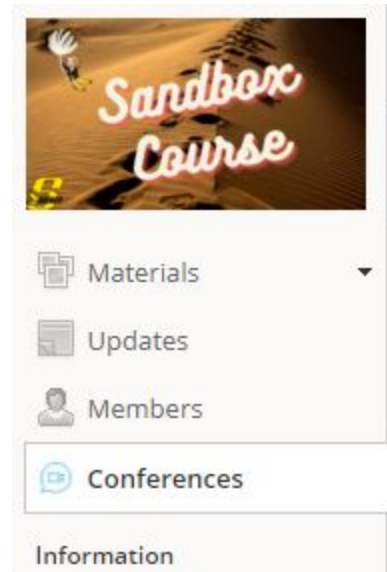 Sandbox
Course
Materials
Updates
Members
Conferences
Information